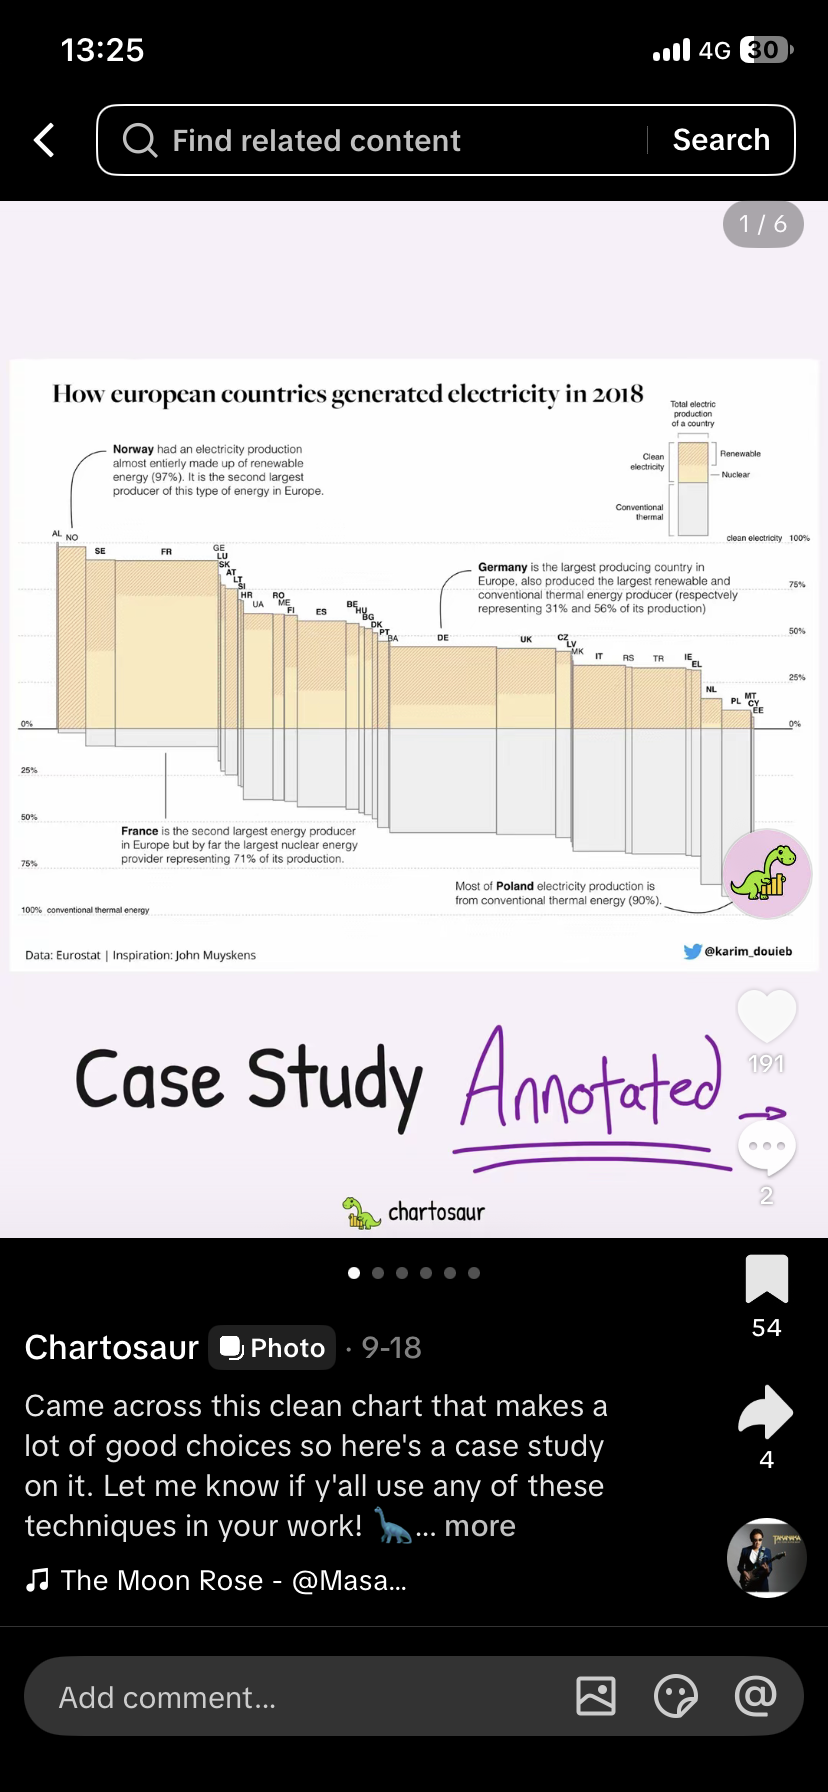 13:25
4G
30
Find related content
Search
1 / 6
How european countries generated electricity in 2018
Total electric
production
of a country
Clean
electricity
Renewable
Nuclear
Conventional
thermal
Norway had an electricity production
almost entierly made up of renewable
energy (97%). It is the second largest
producer of this type of energy in Europe.
clean electricity 100%
Germany is the largest producing country in
Europe, also produced the largest renewable and
conventional thermal energy producer (respectvely
representing 31% and 56% of its production)
75%
50%
25%
0%
AL
NO
SE
FR
GE
LU
SK
AT
LT
SI
HR
UA
RO
ME
FI
ES
BE
HU
BG
DK
PT
BA
DE
UK
CZ
LV
MK
IT
RS
TR
IE
EL
NL
PL
MT
CY
EE
0%
25%
50%
75%
100% conventional thermal energy
France is the second largest energy producer
in Europe but by far the largest nuclear energy
provider representing 71% of its production.
Most of Poland electricity production is
from conventional thermal energy (90%).
Data: Eurostat | Inspiration: John Muyskens
@karim_douieb
Case Study Annotated
191
2
chartosaur
54
4
Chartosaur Photo · 9-18
Came across this clean chart that makes a
lot of good choices so here's a case study
on it. Let me know if y'all use any of these
techniques in your work! 🦕... more
The Moon Rose - @Masa...
Add comment...